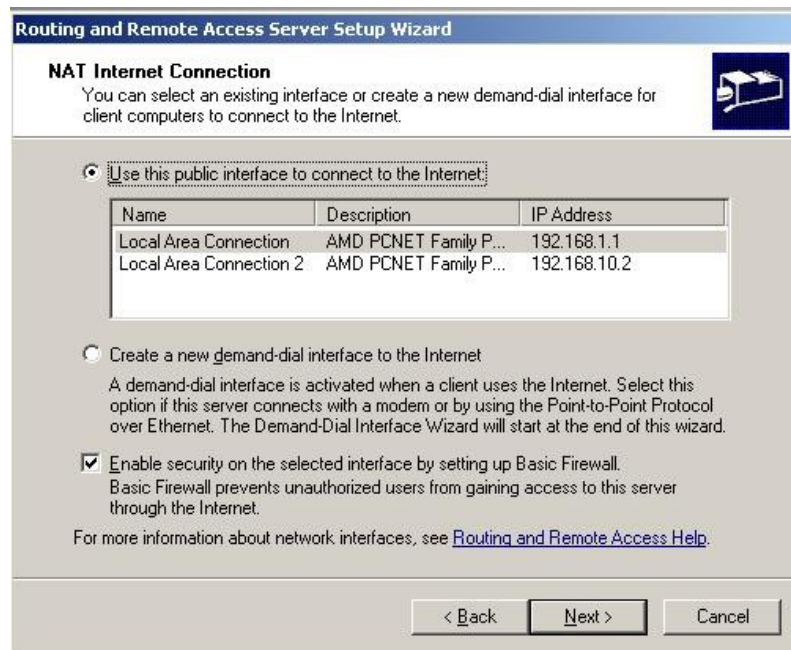 Routing and Remote Access Server Setup Wizard
NAT Internet Connection
You can select an existing interface or create a new demand-dial interface for
client computers to connect to the Internet.
Use this public interface to connect to the Internet:
Name Description IP Address
Local Area Connection AMD PCNET Family P... 192.168.1.1
Local Area Connection 2 AMD PCNET Family P... 192.168.10.2
Create a new demand-dial interface to the Internet
A demand-dial interface is activated when a client uses the Internet. Select this
option if this server connects with a modem or by using the Point-to-Point Protocol
over Ethernet. The Demand-Dial Interface Wizard will start at the end of this wizard.
Enable security on the selected interface by setting up Basic Firewall.
Basic Firewall prevents unauthorized users from gaining access to this server
through the Internet.
For more information about network interfaces, see Routing and Remote Access Help.
< Back Next > Cancel